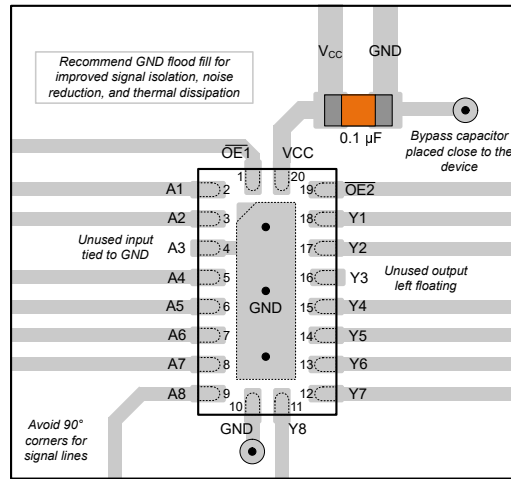 Recommend GND flood fill for
improved signal isolation, noise
reduction, and thermal dissipation
V_CC GND
0.1 µF
Bypass capacitor
placed close to the
device
O̅E̅1̅ VCC
1 20
A1 2 19 O̅E̅2̅
A2 3 18 Y1
A3 4 17 Y2
Unused input
tied to GND
A4 5 16 Y3
Unused output
left floating
A5 6 15 Y4
GND
A6 7 14 Y5
A7 8 13 Y6
A8 9 12 Y7
10 11
GND Y8
Avoid 90°
corners for
signal lines